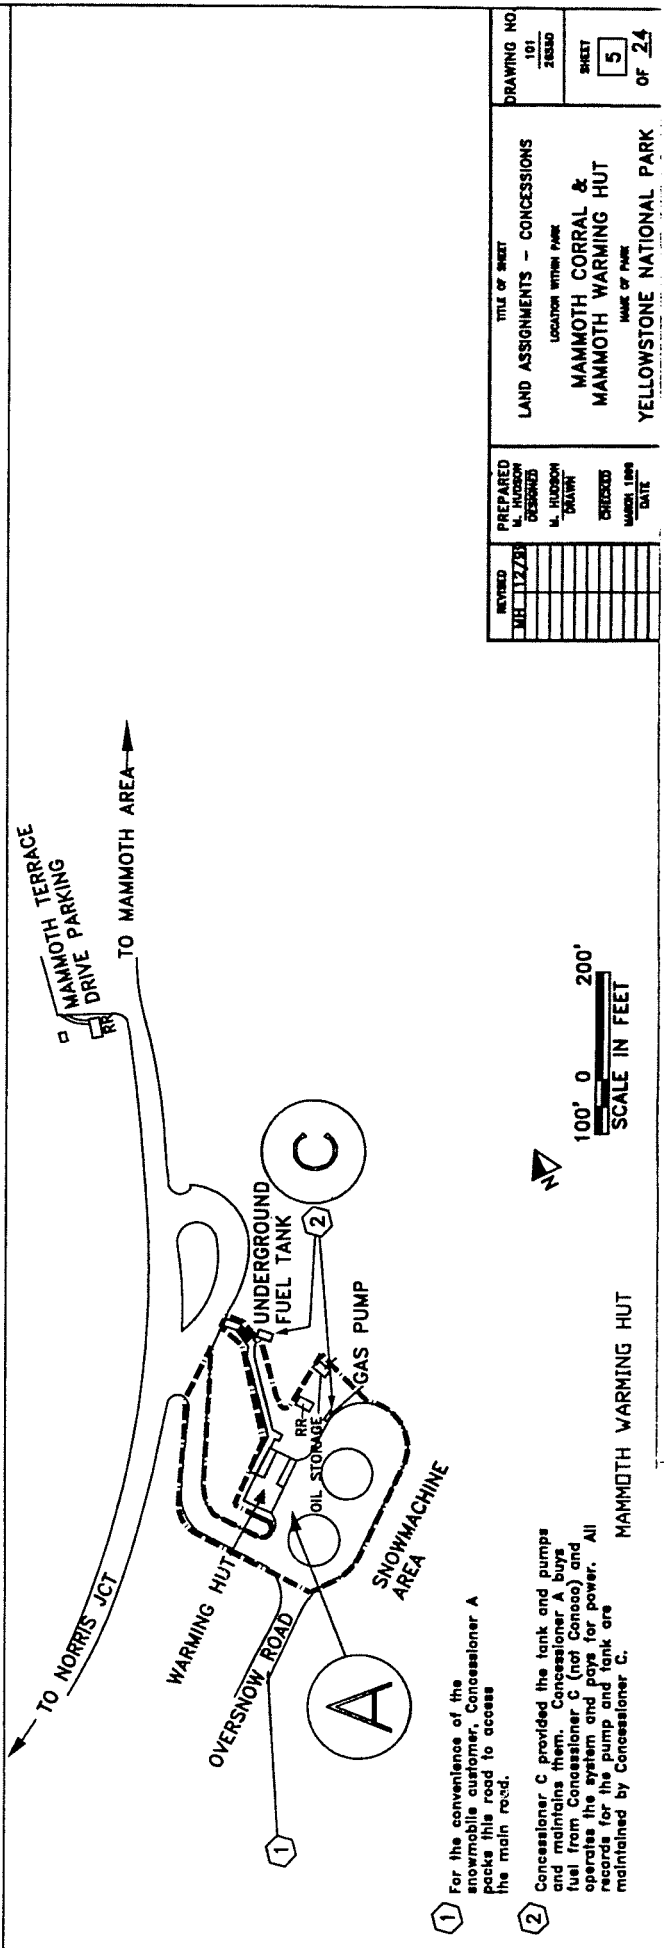 TO NORRIS JCT
MAMMOTH TERRACE
DRIVE PARKING
RR
TO MAMMOTH AREA
WARMING HUT
OVERSNOW ROAD
UNDERGROUND
FUEL TANK
C
2
RR
OIL STORAGE
GAS PUMP
SNOWMACHINE
AREA
A
1
N
100' 0 200'
SCALE IN FEET
MAMMOTH WARMING HUT
1
For the convenience of the
snowmobile customer, Concessioner A
packs this road to access
the main road.
2
Concessioner C provided the tank and pumps
and maintains them. Concessioner A buys
fuel from Concessioner C (not Conoco) and
operates the system and pays for power. All
records for the pump and tank are
maintained by Concessioner C.
REVISED
MH
PREPARED
M. HUDSON
DESIGNED
M. HUDSON
DRAWN
CHECKED
DATE
TITLE OF SHEET
LAND ASSIGNMENTS - CONCESSIONS
LOCATION WITHIN PARK
MAMMOTH CORRAL &
MAMMOTH WARMING HUT
NAME OF PARK
YELLOWSTONE NATIONAL PARK
DRAWING NO.
101
SHEET
5
OF 24